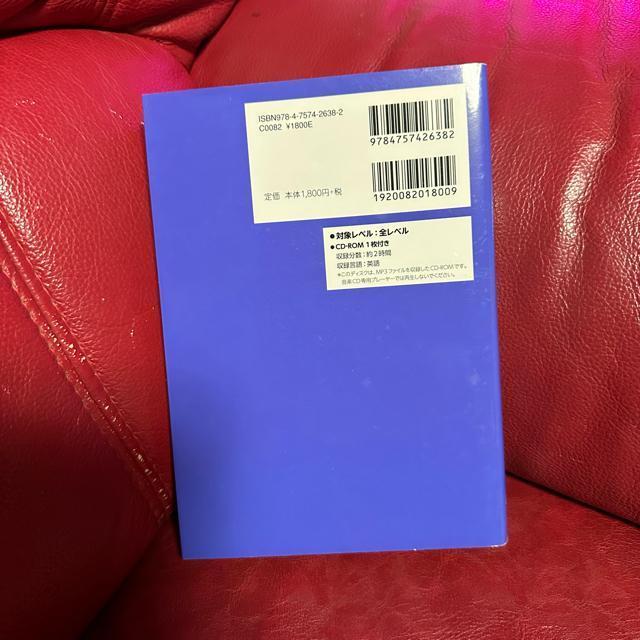 ISBN978-4-7574-2638-2
C0082 ¥1800E
9784757426382
定価 本体1,800円+税
1920082018009
●対象レベル:全レベル
●CD-ROM 1枚付き
収録分数:約2時間
収録言語:英語
*このディスクは、MP3ファイルを収録したCD-ROMです。
音楽CD専用プレーヤーでは再生しないでください。